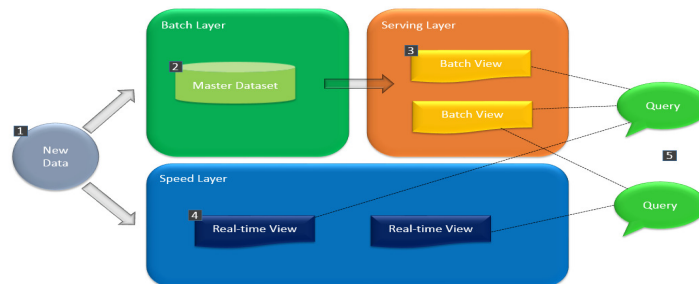 Batch Layer
Serving Layer
2
Master Dataset
3
Batch View
Batch View
Query
1
New
Data
5
Speed Layer
4
Real-time View
Real-time View
Query